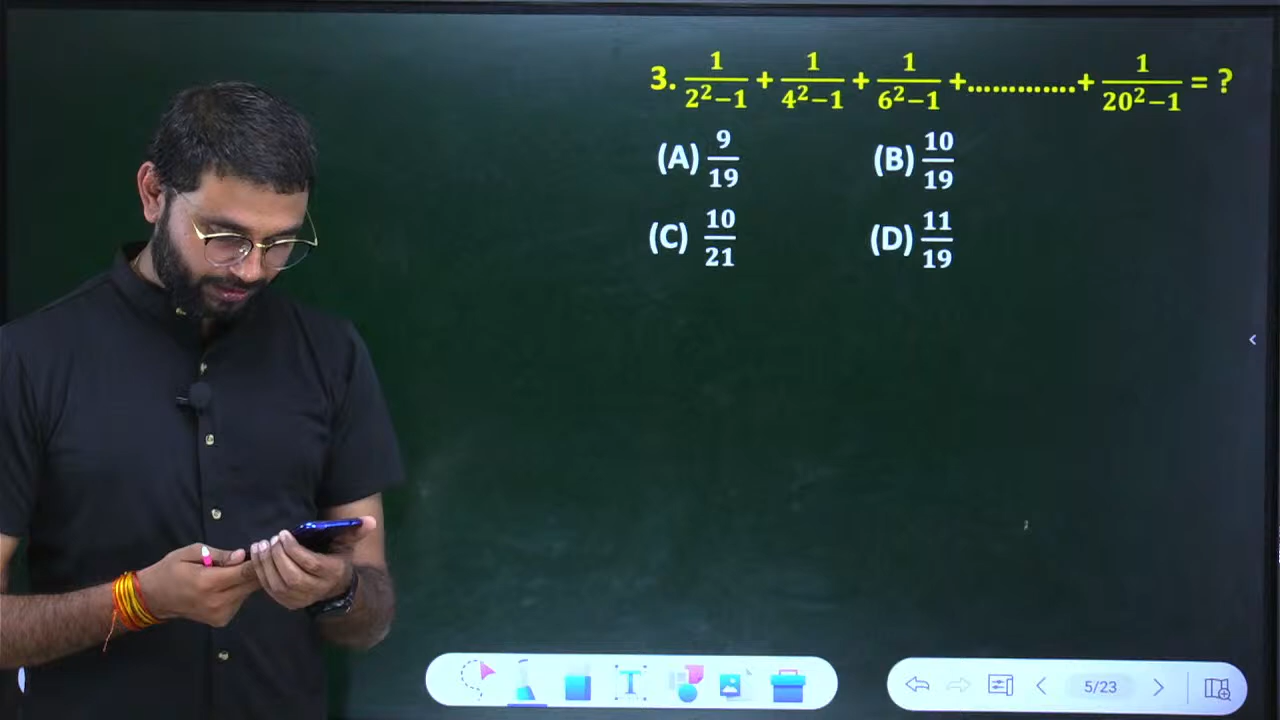 3. 1/(2²−1) + 1/(4²−1) + 1/(6²−1) +.............+ 1/(20²−1) = ?
(A) 9/19 (B) 10/19
(C) 10/21 (D) 11/19
T
5/23